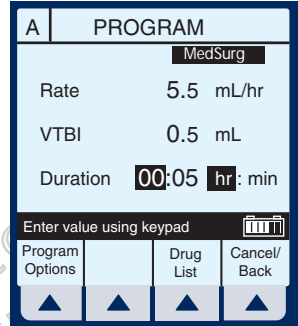 A PROGRAM
MedSurg
Rate 5.5 mL/hr
VTBI 0.5 mL
Duration 00:05 hr: min
Enter value using keypad
Program Options
Drug List
Cancel/ Back